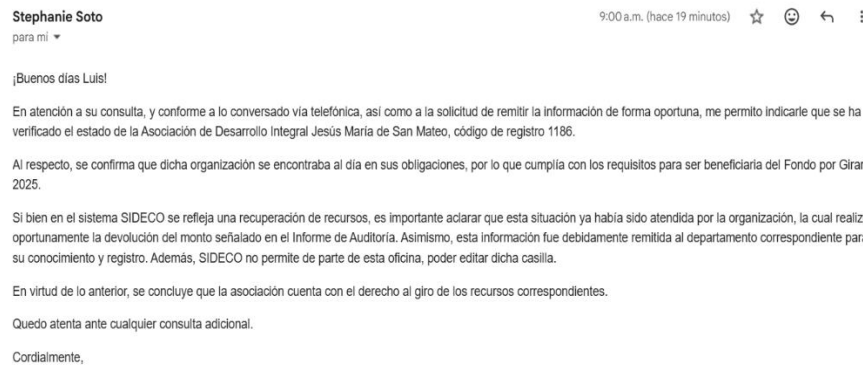 Stephanie Soto
9:00 a.m. (hace 19 minutos)
para mí
¡Buenos días Luis!
En atención a su consulta, y conforme a lo conversado vía telefónica, así como a la solicitud de remitir la información de forma oportuna, me permito indicarle que se ha
verificado el estado de la Asociación de Desarrollo Integral Jesús María de San Mateo, código de registro 1186.
Al respecto, se confirma que dicha organización se encontraba al día en sus obligaciones, por lo que cumplía con los requisitos para ser beneficiaria del Fondo por Girar
2025.
Si bien en el sistema SIDECO se refleja una recuperación de recursos, es importante aclarar que esta situación ya había sido atendida por la organización, la cual realiz
oportunamente la devolución del monto señalado en el Informe de Auditoría. Asimismo, esta información fue debidamente remitida al departamento correspondiente para
su conocimiento y registro. Además, SIDECO no permite de parte de esta oficina, poder editar dicha casilla.
En virtud de lo anterior, se concluye que la asociación cuenta con el derecho al giro de los recursos correspondientes.
Quedo atenta ante cualquier consulta adicional.
Cordialmente,